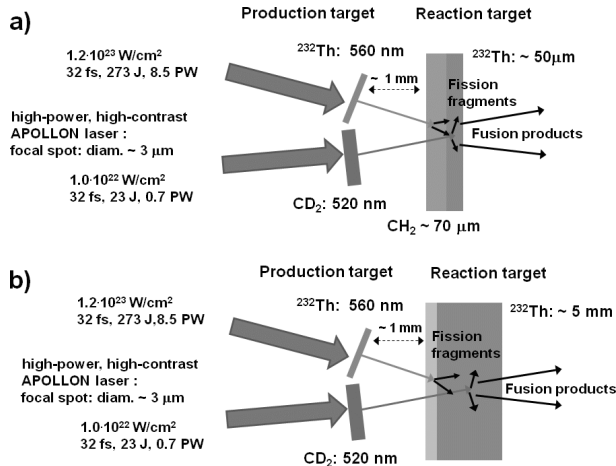 a)
Production target
Reaction target
1.2·10²³ W/cm²
32 fs, 273 J, 8.5 PW
²³²Th: 560 nm
²³²Th: ~ 50μm
~ 1 mm
Fission
fragments
high-power, high-contrast
APOLLON laser :
focal spot: diam. ~ 3 μm
Fusion products
1.0·10²² W/cm²
32 fs, 23 J, 0.7 PW
CD₂: 520 nm
CH₂ ~ 70 μm
b)
Production target
Reaction target
1.2·10²³ W/cm²
32 fs, 273 J,8.5 PW
²³²Th: 560 nm
²³²Th: ~ 5 mm
~ 1 mm
Fission
fragments
high-power, high-contrast
APOLLON laser :
focal spot: diam. ~ 3 μm
Fusion products
1.0·10²² W/cm²
32 fs, 23 J, 0.7 PW
CD₂: 520 nm